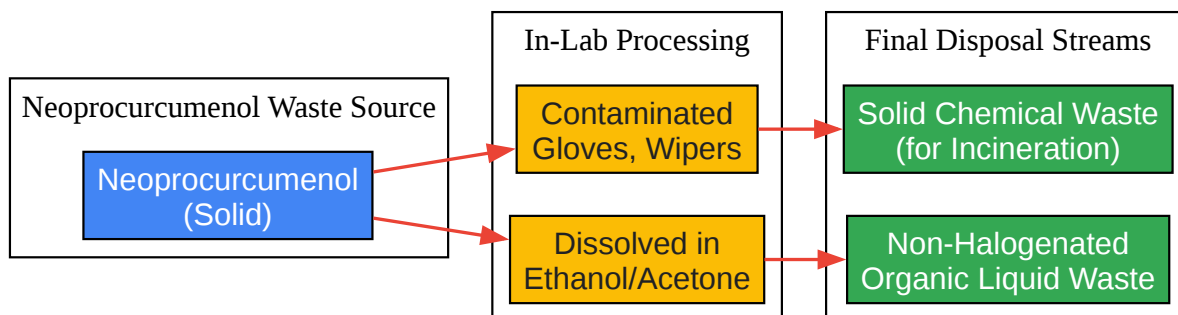 Neoprocurcumenol Waste Source
Neoprocurcumenol
(Solid)
In-Lab Processing
Contaminated
Gloves, Wipers
Dissolved in
Ethanol/Acetone
Final Disposal Streams
Solid Chemical Waste
(for Incineration)
Non-Halogenated
Organic Liquid Waste